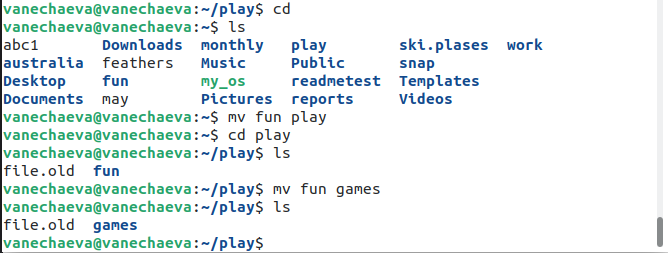 vanechaeva@vanechaeva:~/play$ cd
vanechaeva@vanechaeva:~$ ls
abc1       Downloads  monthly   play        ski.plases  work
australia  feathers   Music     Public      snap
Desktop    fun        my_os     readmetest  Templates
Documents  may        Pictures  reports     Videos
vanechaeva@vanechaeva:~$ mv fun play
vanechaeva@vanechaeva:~$ cd play
vanechaeva@vanechaeva:~/play$ ls
file.old  fun
vanechaeva@vanechaeva:~/play$ mv fun games
vanechaeva@vanechaeva:~/play$ ls
file.old  games
vanechaeva@vanechaeva:~/play$